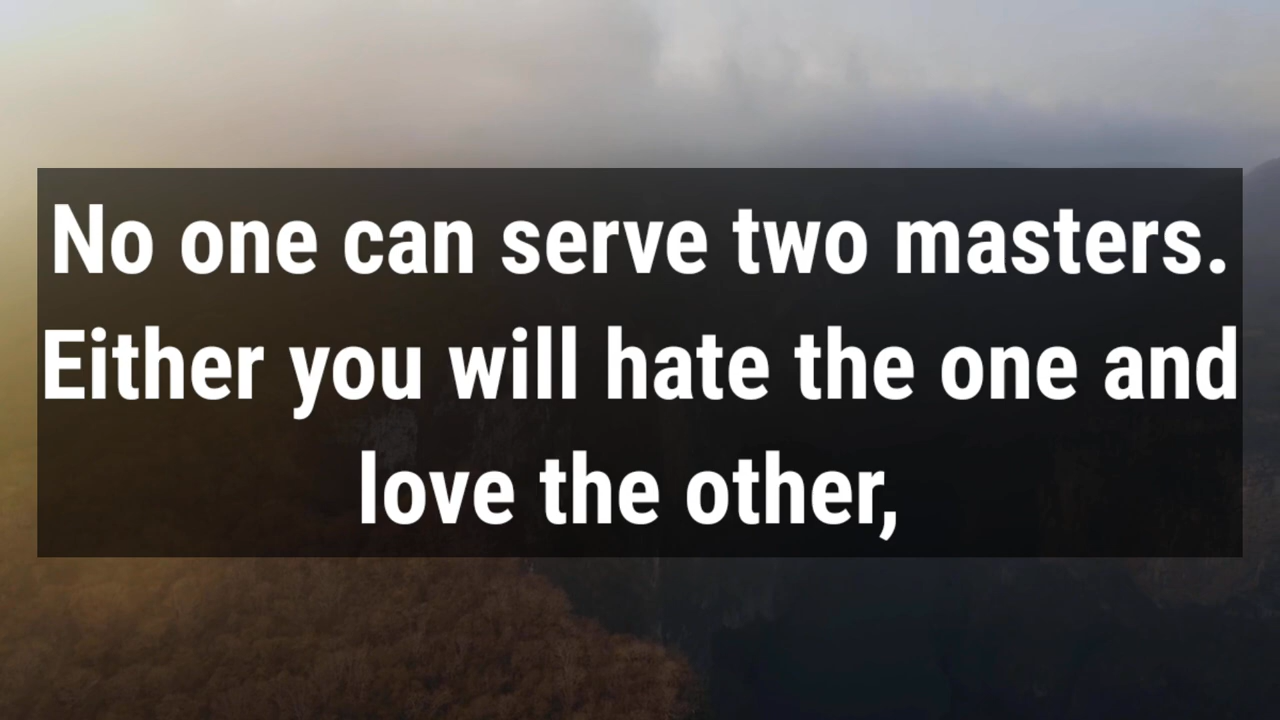 No one can serve two masters.
Either you will hate the one and
love the other,